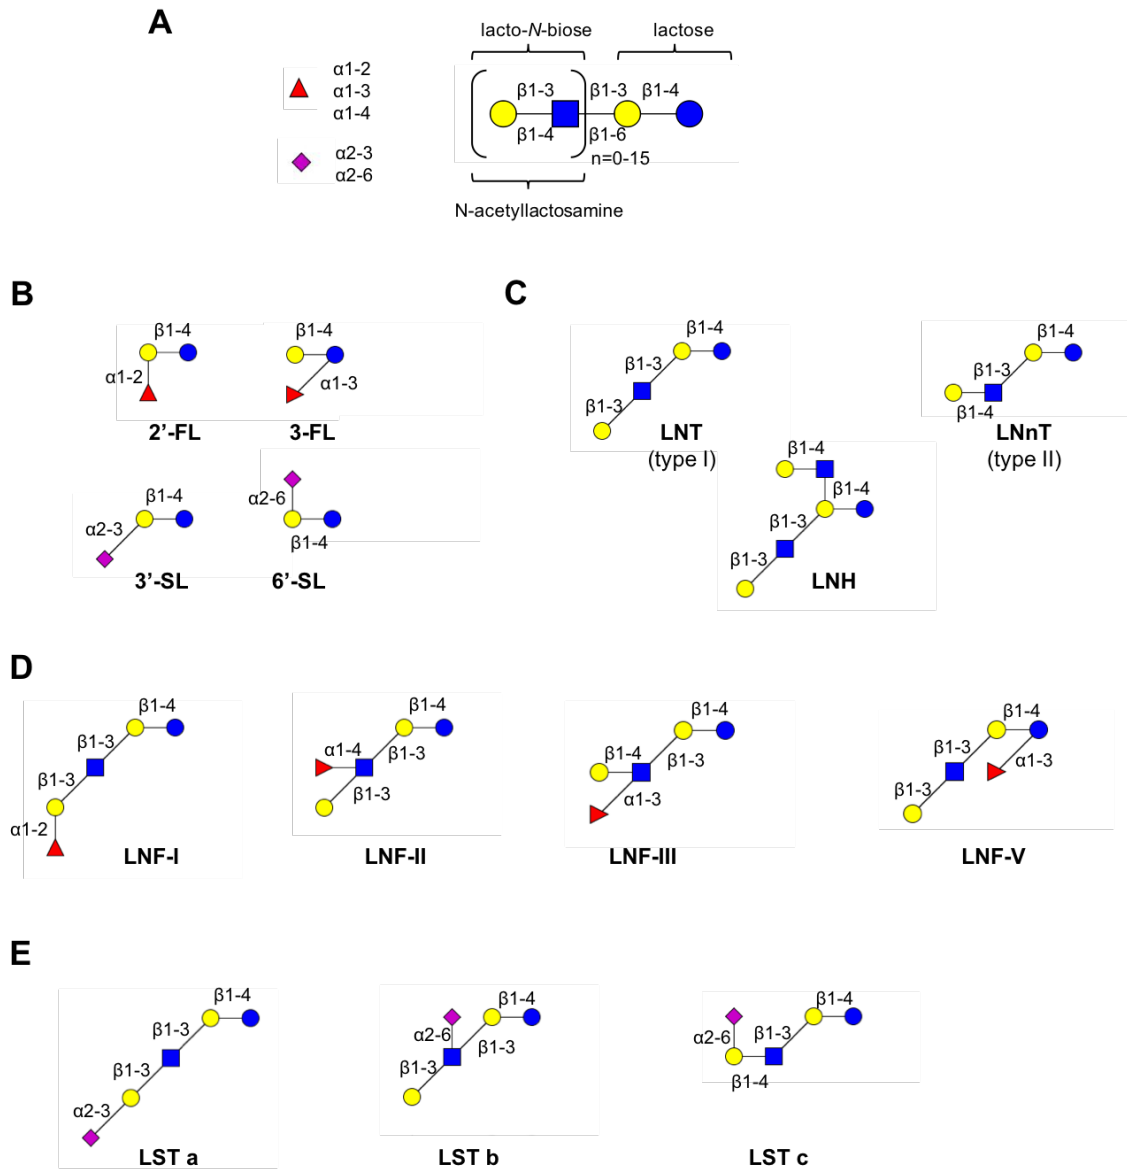 A
lacto-N-biose
lactose
α1-2
α1-3
α1-4
β1-3
β1-3
β1-4
β1-4
β1-6
n=0-15
α2-3
α2-6
N-acetyllactosamine
B
β1-4
α1-2
2’-FL
β1-4
α1-3
3-FL
β1-4
α2-3
3’-SL
α2-6
β1-4
6’-SL
C
β1-4
β1-3
β1-3
LNT
(type I)
β1-4
β1-3
β1-4
LNnT
(type II)
β1-4
β1-4
β1-3
β1-3
LNH
D
β1-4
β1-3
β1-3
α1-2
LNF-I
β1-4
α1-4
β1-3
β1-3
LNF-II
β1-4
β1-4
β1-3
α1-3
LNF-III
β1-4
β1-3
α1-3
β1-3
LNF-V
E
β1-4
β1-3
β1-3
α2-3
LST a
β1-4
α2-6
β1-3
β1-3
LST b
β1-4
α2-6
β1-3
β1-4
LST c